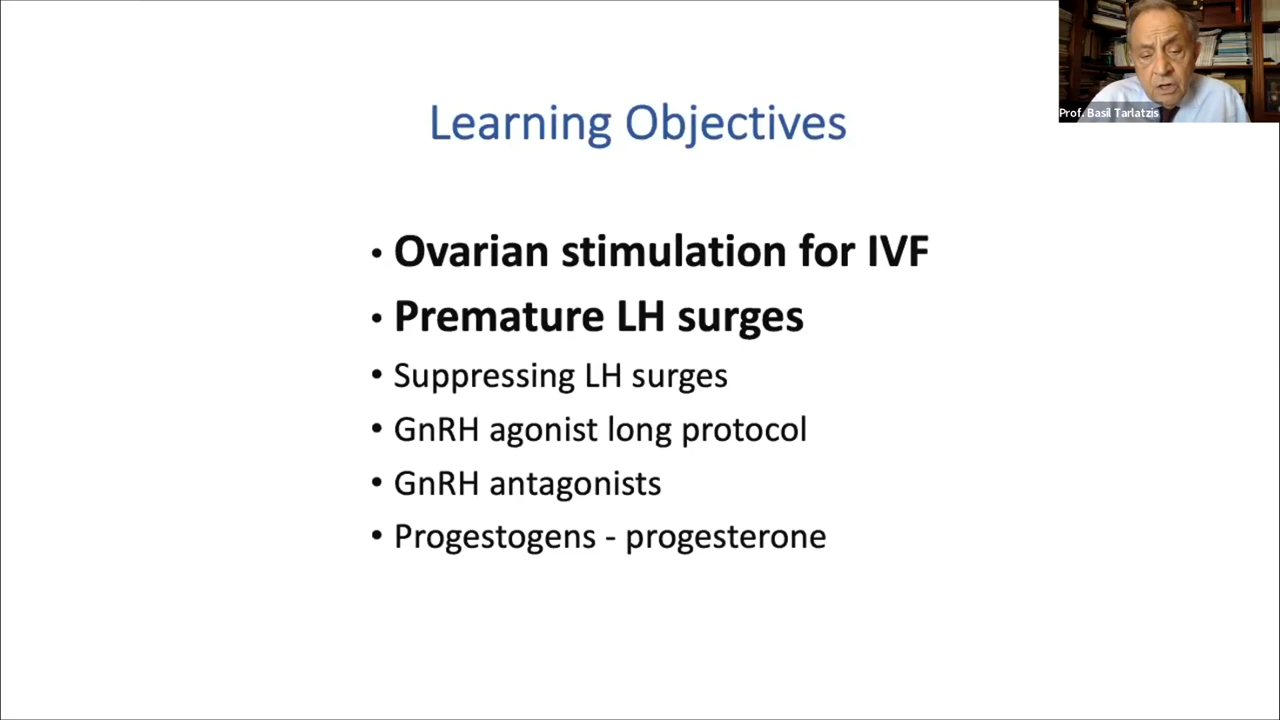 Prof. Basil Tarlatzis
Learning Objectives
• Ovarian stimulation for IVF
• Premature LH surges
• Suppressing LH surges
• GnRH agonist long protocol
• GnRH antagonists
• Progestogens - progesterone